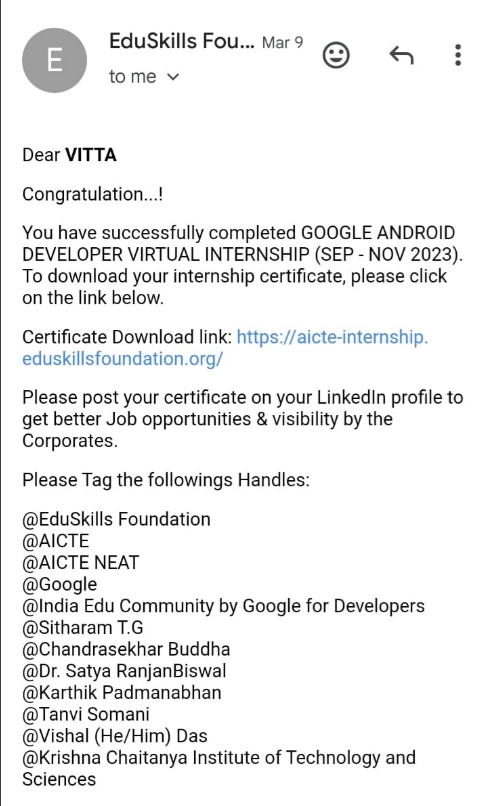 E
EduSkills Fou... Mar 9
to me
Dear VITTA
Congratulation...!
You have successfully completed GOOGLE ANDROID
DEVELOPER VIRTUAL INTERNSHIP (SEP - NOV 2023).
To download your internship certificate, please click
on the link below.
Certificate Download link: https://aicte-internship.
eduskillsfoundation.org/
Please post your certificate on your LinkedIn profile to
get better Job opportunities & visibility by the
Corporates.
Please Tag the followings Handles:
@EduSkills Foundation
@AICTE
@AICTE NEAT
@Google
@India Edu Community by Google for Developers
@Sitharam T.G
@Chandrasekhar Buddha
@Dr. Satya RanjanBiswal
@Karthik Padmanabhan
@Tanvi Somani
@Vishal (He/Him) Das
@Krishna Chaitanya Institute of Technology and
Sciences